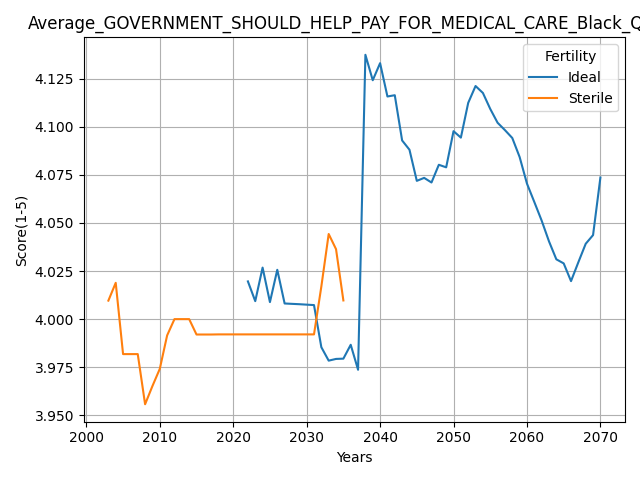 Average_GOVERNMENT_SHOULD_HELP_PAY_FOR_MEDICAL_CARE_Black_Q
Fertility
Ideal
Sterile
Score(1-5)
4.125
4.100
4.075
4.050
4.025
4.000
3.975
3.950
2000 2010 2020 2030 2040 2050 2060 2070
Years